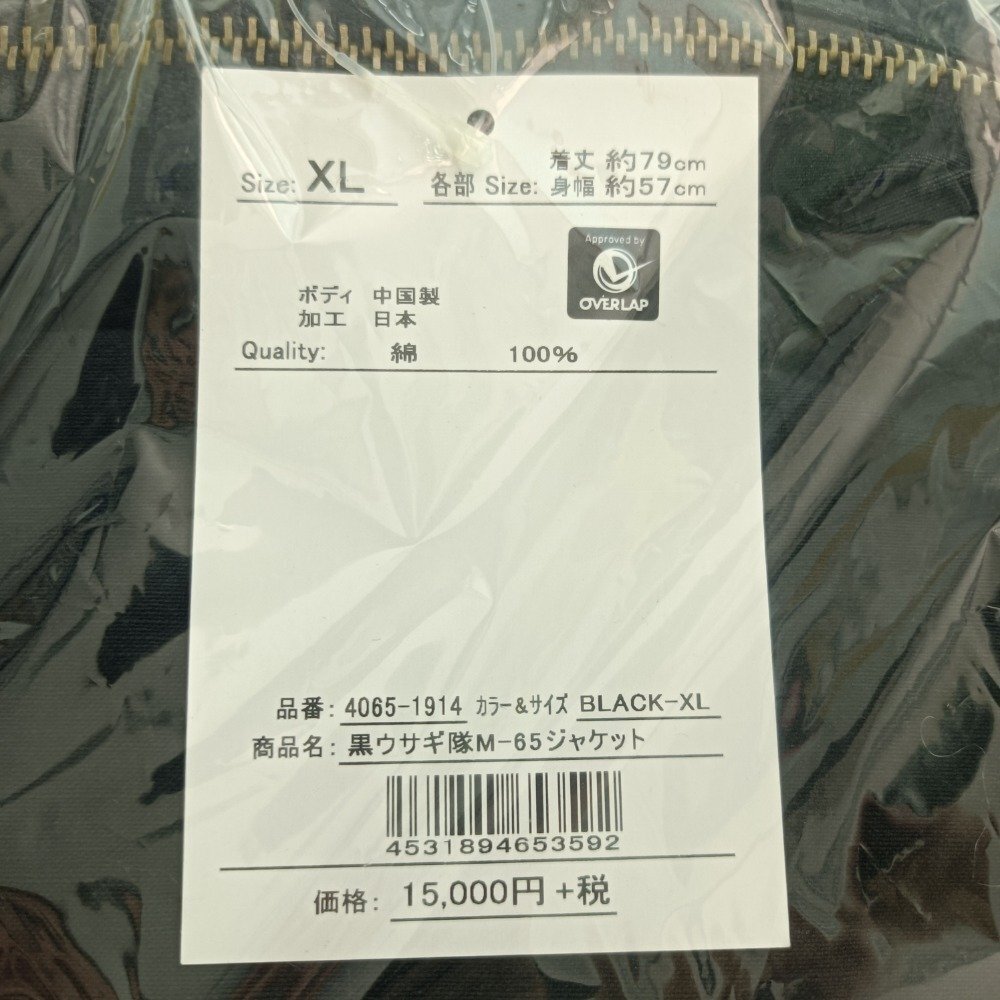 Size: XL
各部 Size: 着丈 約79cm
身幅 約57cm
Approved by
OVERLAP
ボディ 中国製
加工 日本
Quality: 綿 100%
品番: 4065-1914 カラー&サイズ BLACK-XL
商品名: 黒ウサギ隊M-65ジャケット
4531894653592
価格: 15,000円+税